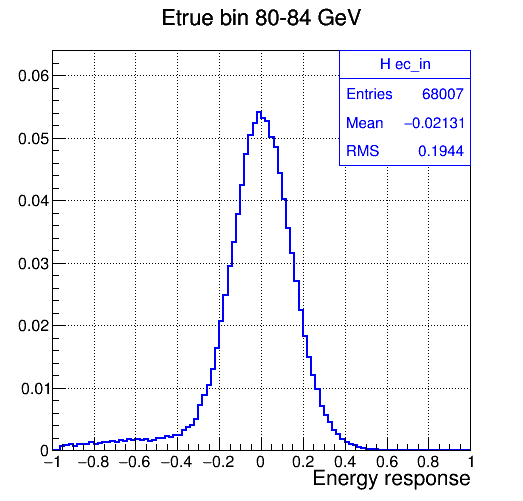 Etrue bin 80-84 GeV
H ec_in
Entries 68007
Mean −0.02131
RMS 0.1944
0.06
0.05
0.04
0.03
0.02
0.01
0
−1 −0.8 −0.6 −0.4 −0.2 0 0.2 0.4 0.6 0.8 1
Energy response